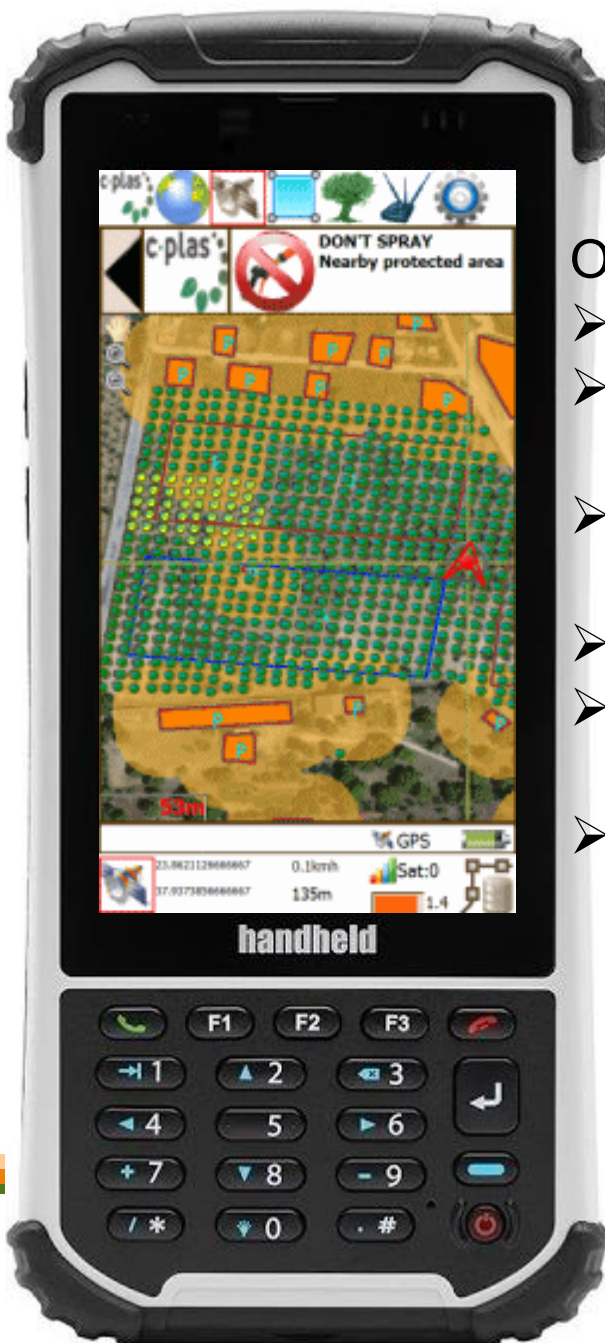 c·plas
c·plas
DON'T SPRAY
Nearby protected area
O
P
P
P
P
P
P
P
P
P
P
P
53m
GPS
23.8621128666667
0.1kmh
Sat:0
37.9373856666667
135m
1.4
handheld
F1
F2
F3
1
2
3
4
5
6
+ 7
8
- 9
/ *
0
. #